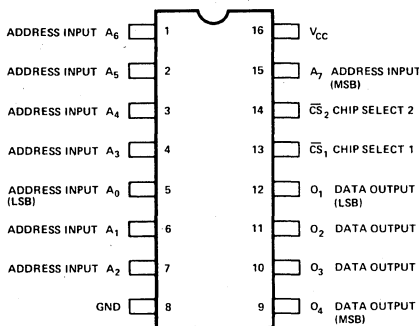 ADDRESS INPUT A6 1
ADDRESS INPUT A5 2
ADDRESS INPUT A4 3
ADDRESS INPUT A3 4
ADDRESS INPUT A0 5
(LSB)
ADDRESS INPUT A1 6
ADDRESS INPUT A2 7
GND 8
16 VCC
15 A7 ADDRESS INPUT
(MSB)
14 C̅S̅2 CHIP SELECT 2
13 C̅S̅1 CHIP SELECT 1
12 O1 DATA OUTPUT
(LSB)
11 O2 DATA OUTPUT
10 O3 DATA OUTPUT
9 O4 DATA OUTPUT
(MSB)